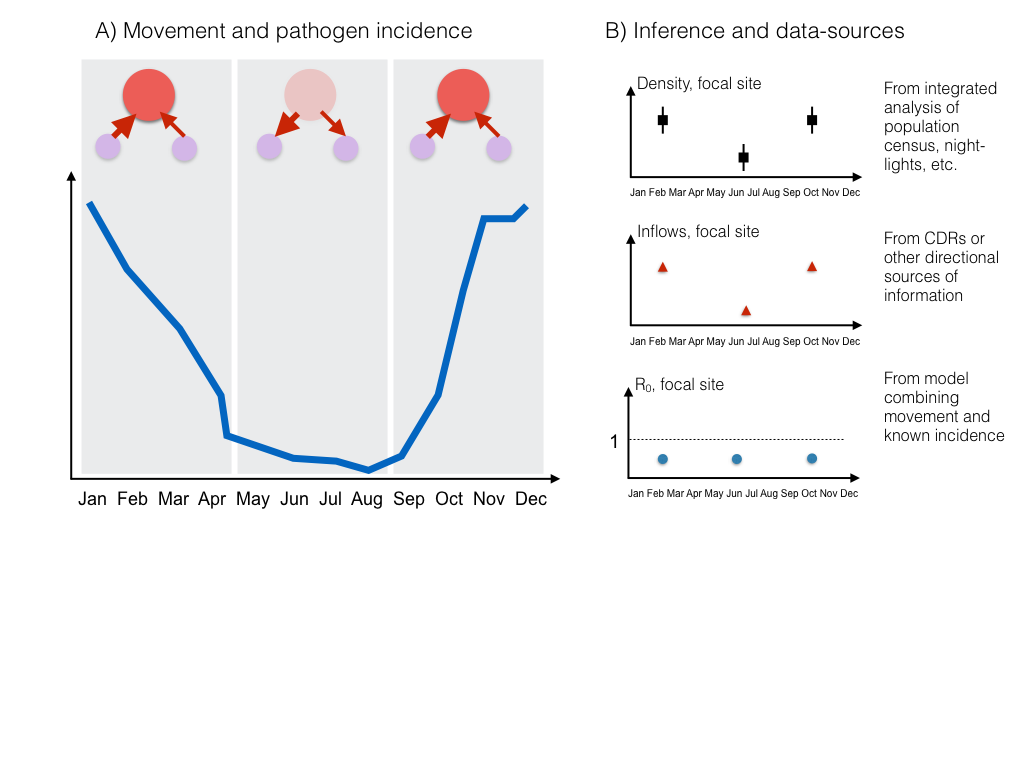 A) Movement and pathogen incidence
Jan Feb Mar Apr May Jun Jul Aug Sep Oct Nov Dec
B) Inference and data-sources
Density, focal site
Jan Feb Mar Apr May Jun Jul Aug Sep Oct Nov Dec
From integrated
analysis of
population
census, night-
lights, etc.
Inflows, focal site
Jan Feb Mar Apr May Jun Jul Aug Sep Oct Nov Dec
From CDRs or
other directional
sources of
information
R₀, focal site
1
Jan Feb Mar Apr May Jun Jul Aug Sep Oct Nov Dec
From model
combining
movement and
known incidence